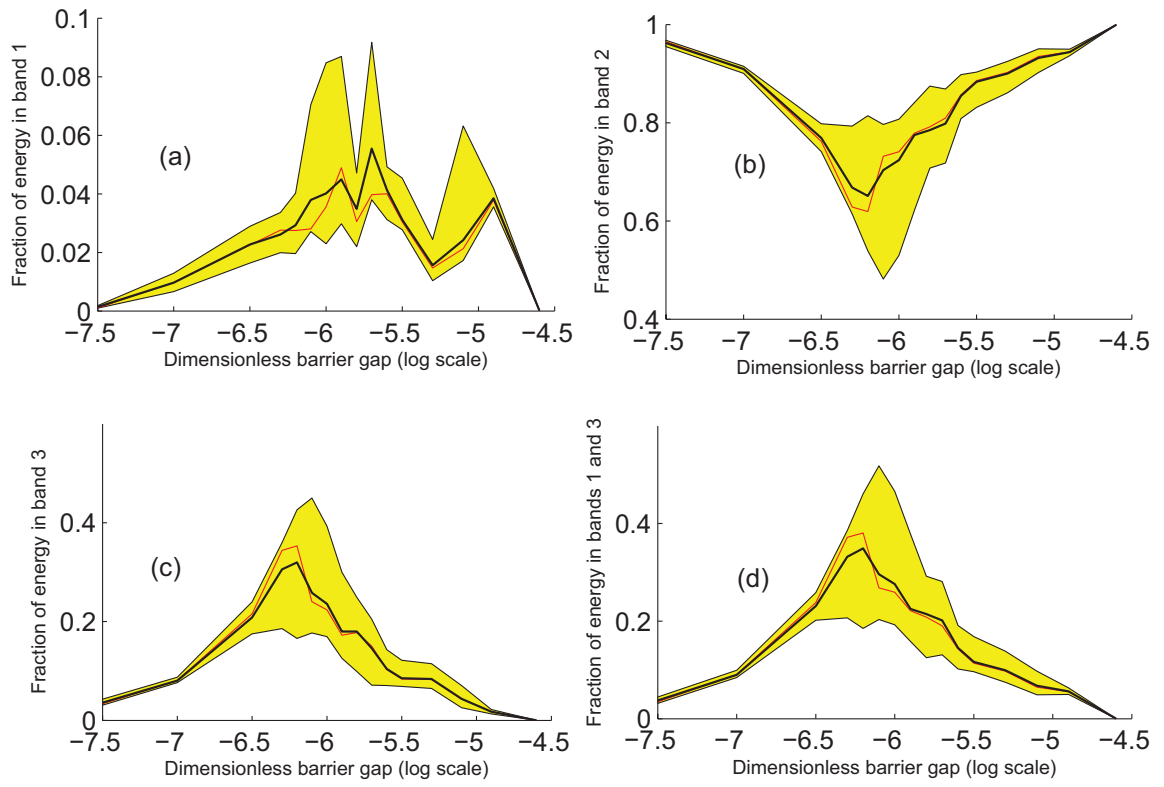 Fraction of energy in band 1
0.1
0.08
0.06
0.04
0.02
0
(a)
−7.5 −7 −6.5 −6 −5.5 −5 −4.5
Dimensionless barrier gap (log scale)
Fraction of energy in band 2
1
0.8
0.6
0.4
(b)
−7.5 −7 −6.5 −6 −5.5 −5 −4.5
Dimensionless barrier gap (log scale)
Fraction of energy in band 3
0.4
0.2
0
(c)
−7.5 −7 −6.5 −6 −5.5 −5 −4.5
Dimensionless barrier gap (log scale)
Fraction of energy in bands 1 and 3
0.4
0.2
0
(d)
−7.5 −7 −6.5 −6 −5.5 −5 −4.5
Dimensionless barrier gap (log scale)